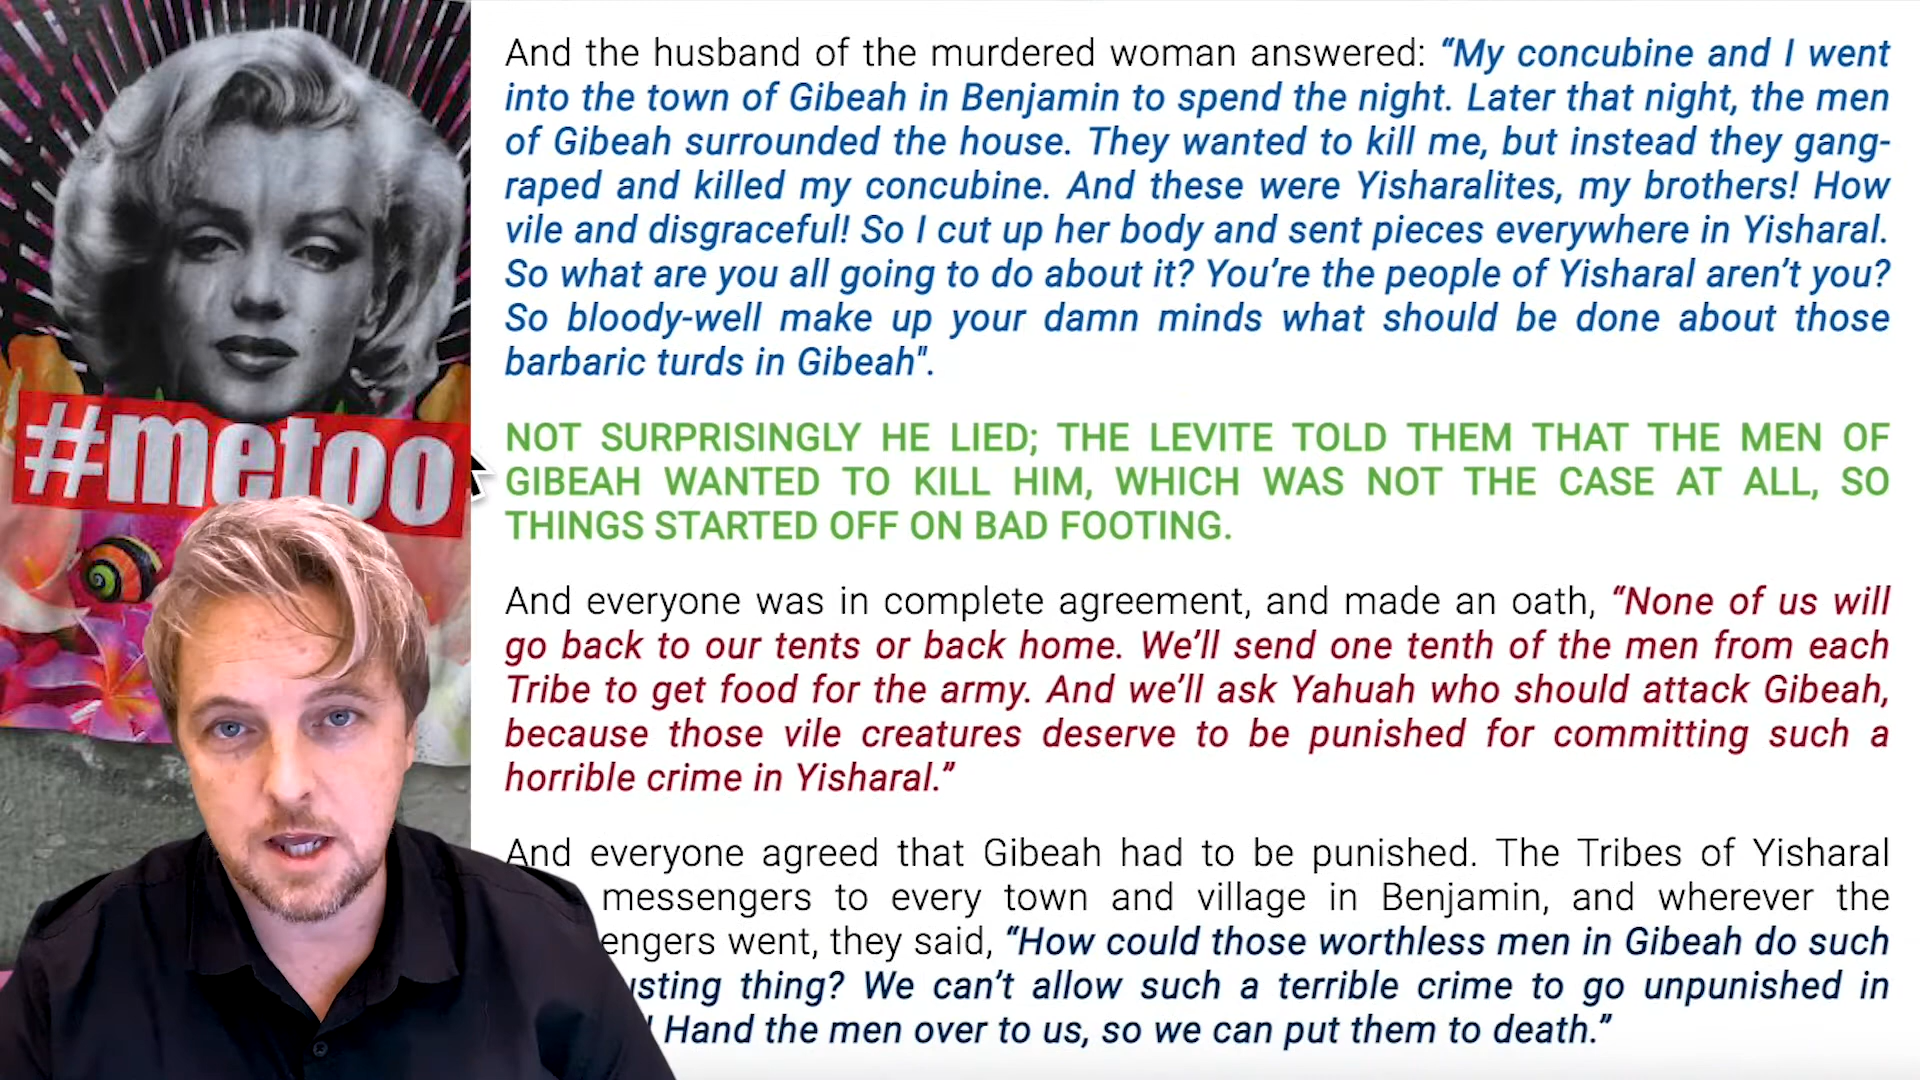 And the husband of the murdered woman answered: “My concubine and I went
into the town of Gibeah in Benjamin to spend the night. Later that night, the men
of Gibeah surrounded the house. They wanted to kill me, but instead they gang-
raped and killed my concubine. And these were Yisharalites, my brothers! How
vile and disgraceful! So I cut up her body and sent pieces everywhere in Yisharal.
So what are you all going to do about it? You’re the people of Yisharal aren’t you?
So bloody-well make up your damn minds what should be done about those
barbaric turds in Gibeah".
#metoo
NOT SURPRISINGLY HE LIED; THE LEVITE TOLD THEM THAT THE MEN OF
GIBEAH WANTED TO KILL HIM, WHICH WAS NOT THE CASE AT ALL, SO
THINGS STARTED OFF ON BAD FOOTING.
And everyone was in complete agreement, and made an oath, “None of us will
go back to our tents or back home. We’ll send one tenth of the men from each
Tribe to get food for the army. And we’ll ask Yahuah who should attack Gibeah,
because those vile creatures deserve to be punished for committing such a
horrible crime in Yisharal.”
And everyone agreed that Gibeah had to be punished. The Tribes of Yisharal
messengers to every town and village in Benjamin, and wherever the
engers went, they said, “How could those worthless men in Gibeah do such
usting thing? We can’t allow such a terrible crime to go unpunished in
! Hand the men over to us, so we can put them to death.”